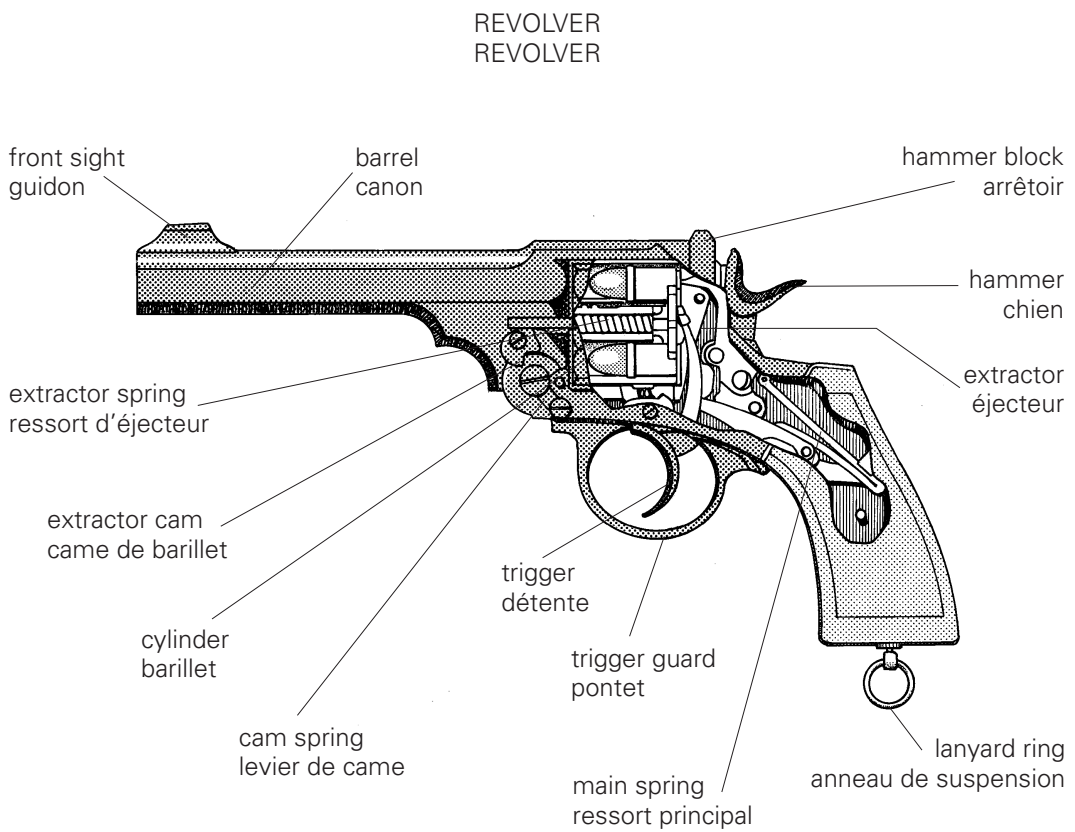 REVOLVER
REVOLVER
front sight
guidon
barrel
canon
hammer block
arrêtoir
hammer
chien
extractor
éjecteur
extractor spring
ressort d'éjecteur
extractor cam
came de barillet
trigger
détente
cylinder
barillet
trigger guard
pontet
cam spring
levier de came
lanyard ring
anneau de suspension
main spring
ressort principal